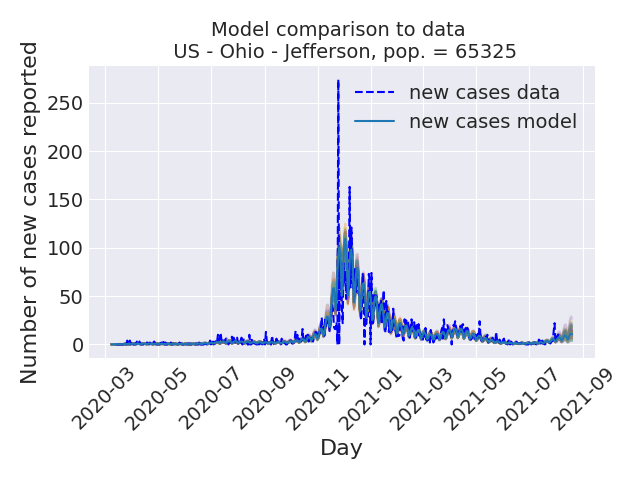 Model comparison to data
US - Ohio - Jefferson, pop. = 65325
Number of new cases reported
250
200
150
100
50
0
new cases data
new cases model
2020-03
2020-05
2020-07
2020-09
2020-11
2021-01
2021-03
2021-05
2021-07
2021-09
Day